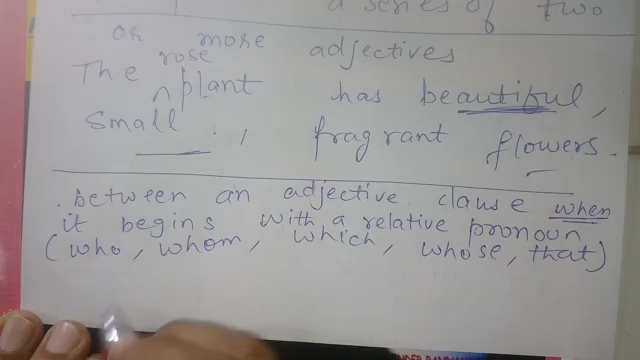 a series of two
or more adjectives
The rose plant has beautiful,
small, fragrant flowers.
between an adjective clause when
it begins with a relative pronoun
(who, whom, which, whose, that)